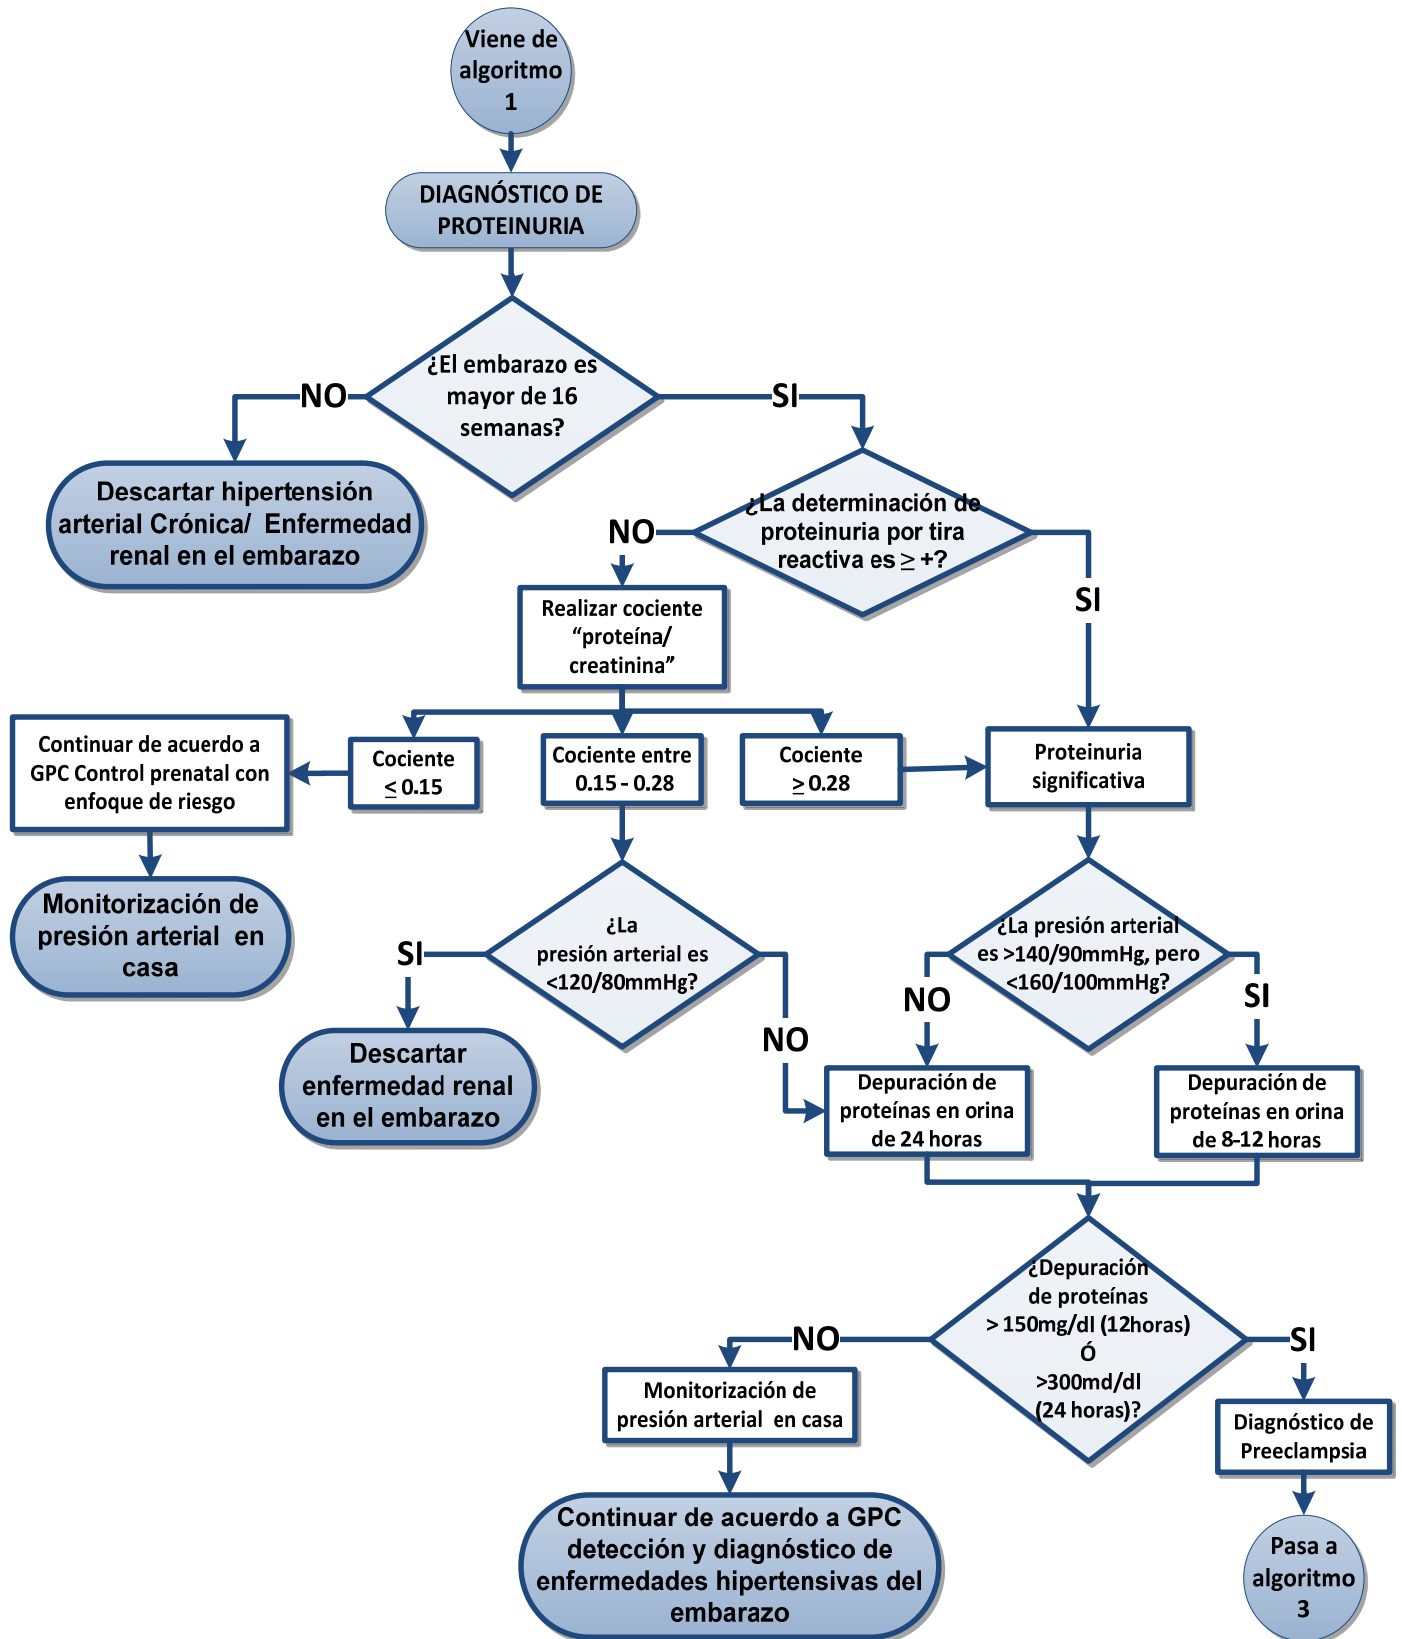 Viene de
algoritmo
1
DIAGNÓSTICO DE
PROTEINURIA
¿El embarazo es
mayor de 16
semanas?
NO
SI
Descartar hipertensión
arterial Crónica/ Enfermedad
renal en el embarazo
¿La determinación de
proteinuria por tira
reactiva es ≥ +?
NO
SI
Realizar cociente
“proteína/
creatinina”
Continuar de acuerdo a
GPC Control prenatal con
enfoque de riesgo
Cociente
≤ 0.15
Cociente entre
0.15 - 0.28
Cociente
≥ 0.28
Proteinuria
significativa
Monitorización de
presión arterial en
casa
¿La
presión arterial es
<120/80mmHg?
SI
NO
¿La presión arterial
es >140/90mmHg, pero
<160/100mmHg?
NO
SI
Descartar
enfermedad renal
en el embarazo
Depuración de
proteínas en orina
de 24 horas
Depuración de
proteínas en orina
de 8-12 horas
¿Depuración
de proteínas
> 150mg/dl (12horas)
Ó
>300md/dl
(24 horas)?
NO
SI
Monitorización de
presión arterial en casa
Diagnóstico de
Preeclampsia
Continuar de acuerdo a GPC
detección y diagnóstico de
enfermedades hipertensivas del
embarazo
Pasa a
algoritmo
3